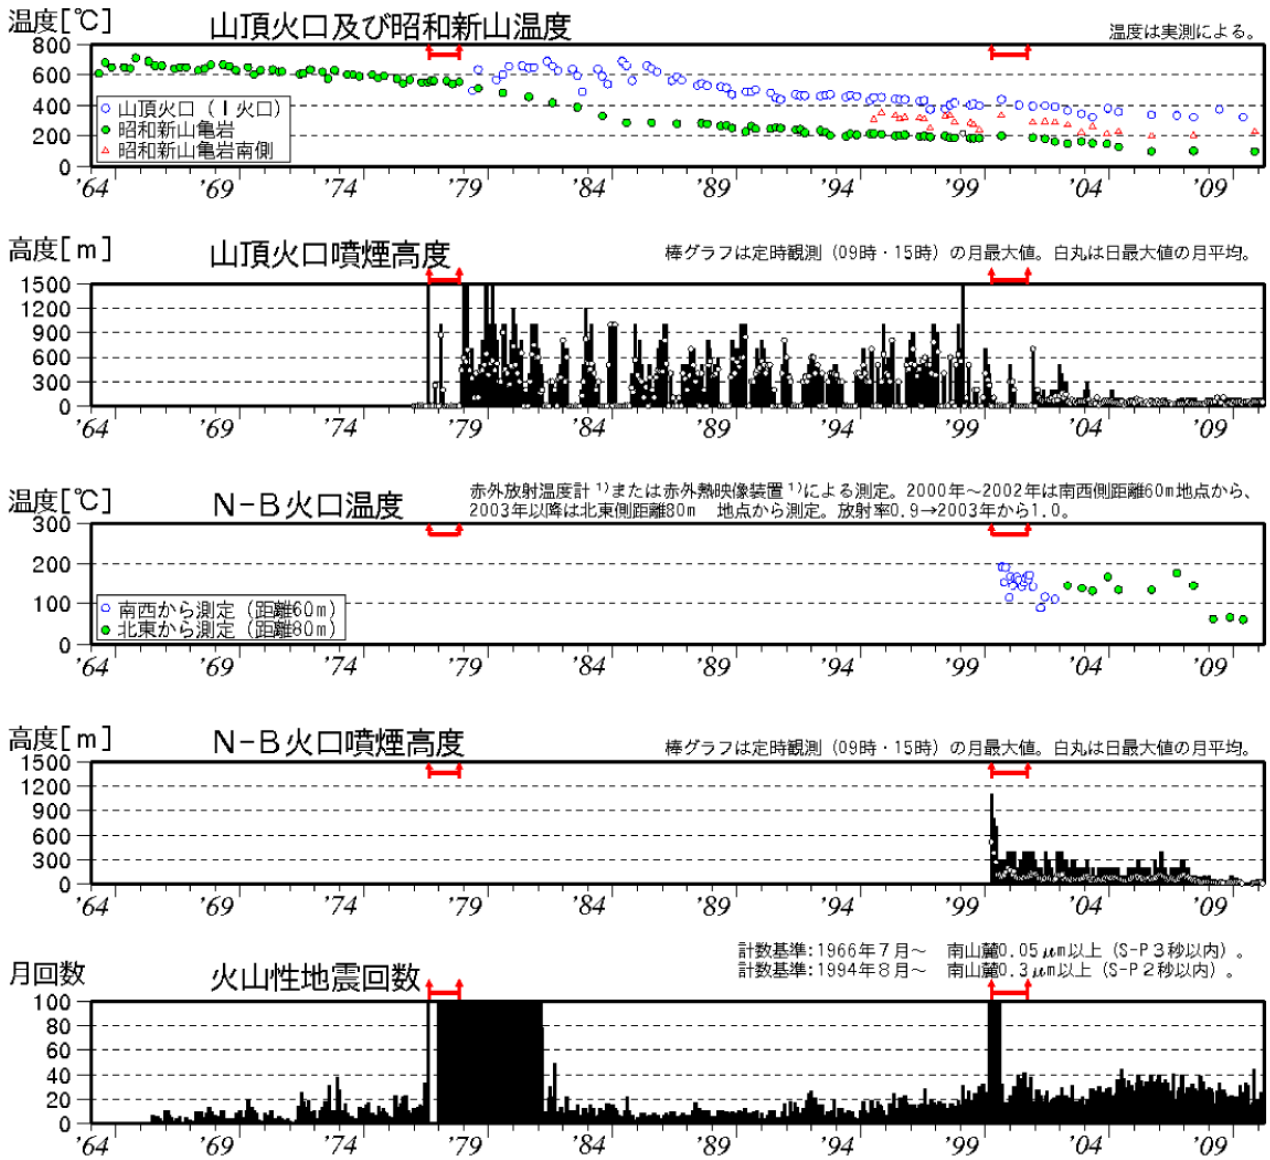 温度[℃]
山頂火口及び昭和新山温度
温度は実測による。
800
600
400
200
0
山頂火口（Ｉ火口）
昭和新山亀岩
昭和新山亀岩南側
'64 '69 '74 '79 '84 '89 '94 '99 '04 '09
高度[ｍ]
山頂火口噴煙高度
棒グラフは定時観測（09時・15時）の月最大値。白丸は日最大値の月平均。
1500
1200
900
600
300
0
'64 '69 '74 '79 '84 '89 '94 '99 '04 '09
温度[℃]
Ｎ−Ｂ火口温度
赤外放射温度計¹⁾または赤外熱映像装置¹⁾による測定。2000年～2002年は南西側距離60m地点から、
2003年以降は北東側距離80m　地点から測定。放射率0.9→2003年から1.0。
300
200
100
0
南西から測定（距離60m）
北東から測定（距離80m）
'64 '69 '74 '79 '84 '89 '94 '99 '04 '09
高度[ｍ]
Ｎ−Ｂ火口噴煙高度
棒グラフは定時観測（09時・15時）の月最大値。白丸は日最大値の月平均。
1500
1200
900
600
300
0
'64 '69 '74 '79 '84 '89 '94 '99 '04 '09
月回数
火山性地震回数
計数基準:1966年７月～　南山麓0.05μm以上（S-P３秒以内）。
計数基準:1994年８月～　南山麓0.3μm以上（S-P２秒以内）。
100
80
60
40
20
0
'64 '69 '74 '79 '84 '89 '94 '99 '04 '09